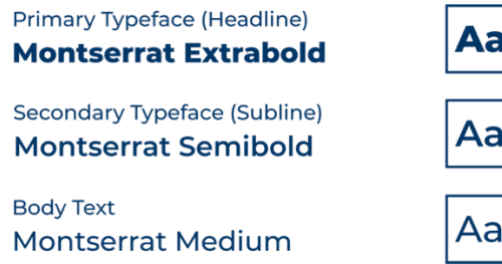 Primary Typeface (Headline)
Montserrat Extrabold
Aa
Secondary Typeface (Subline)
Montserrat Semibold
Aa
Body Text
Montserrat Medium
Aa